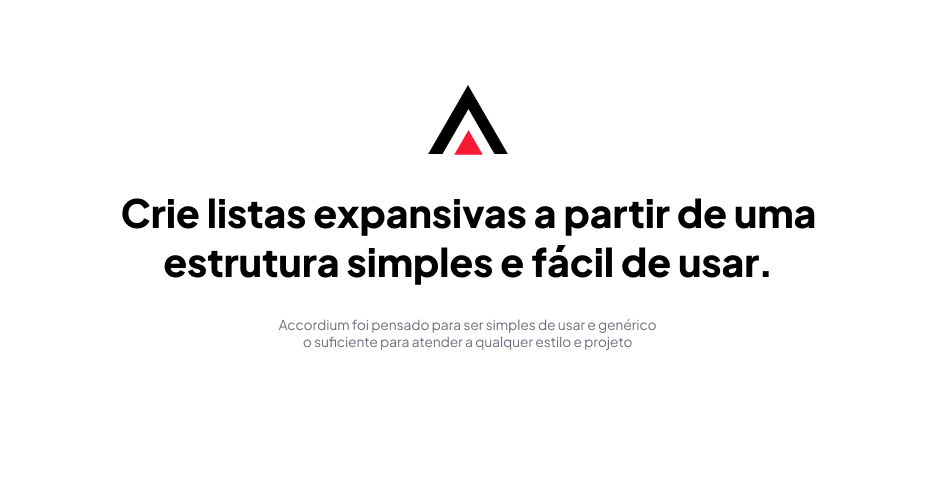 Crie listas expansivas a partir de uma
estrutura simples e fácil de usar.
Accordium foi pensado para ser simples de usar e genérico
o suficiente para atender a qualquer estilo e projeto